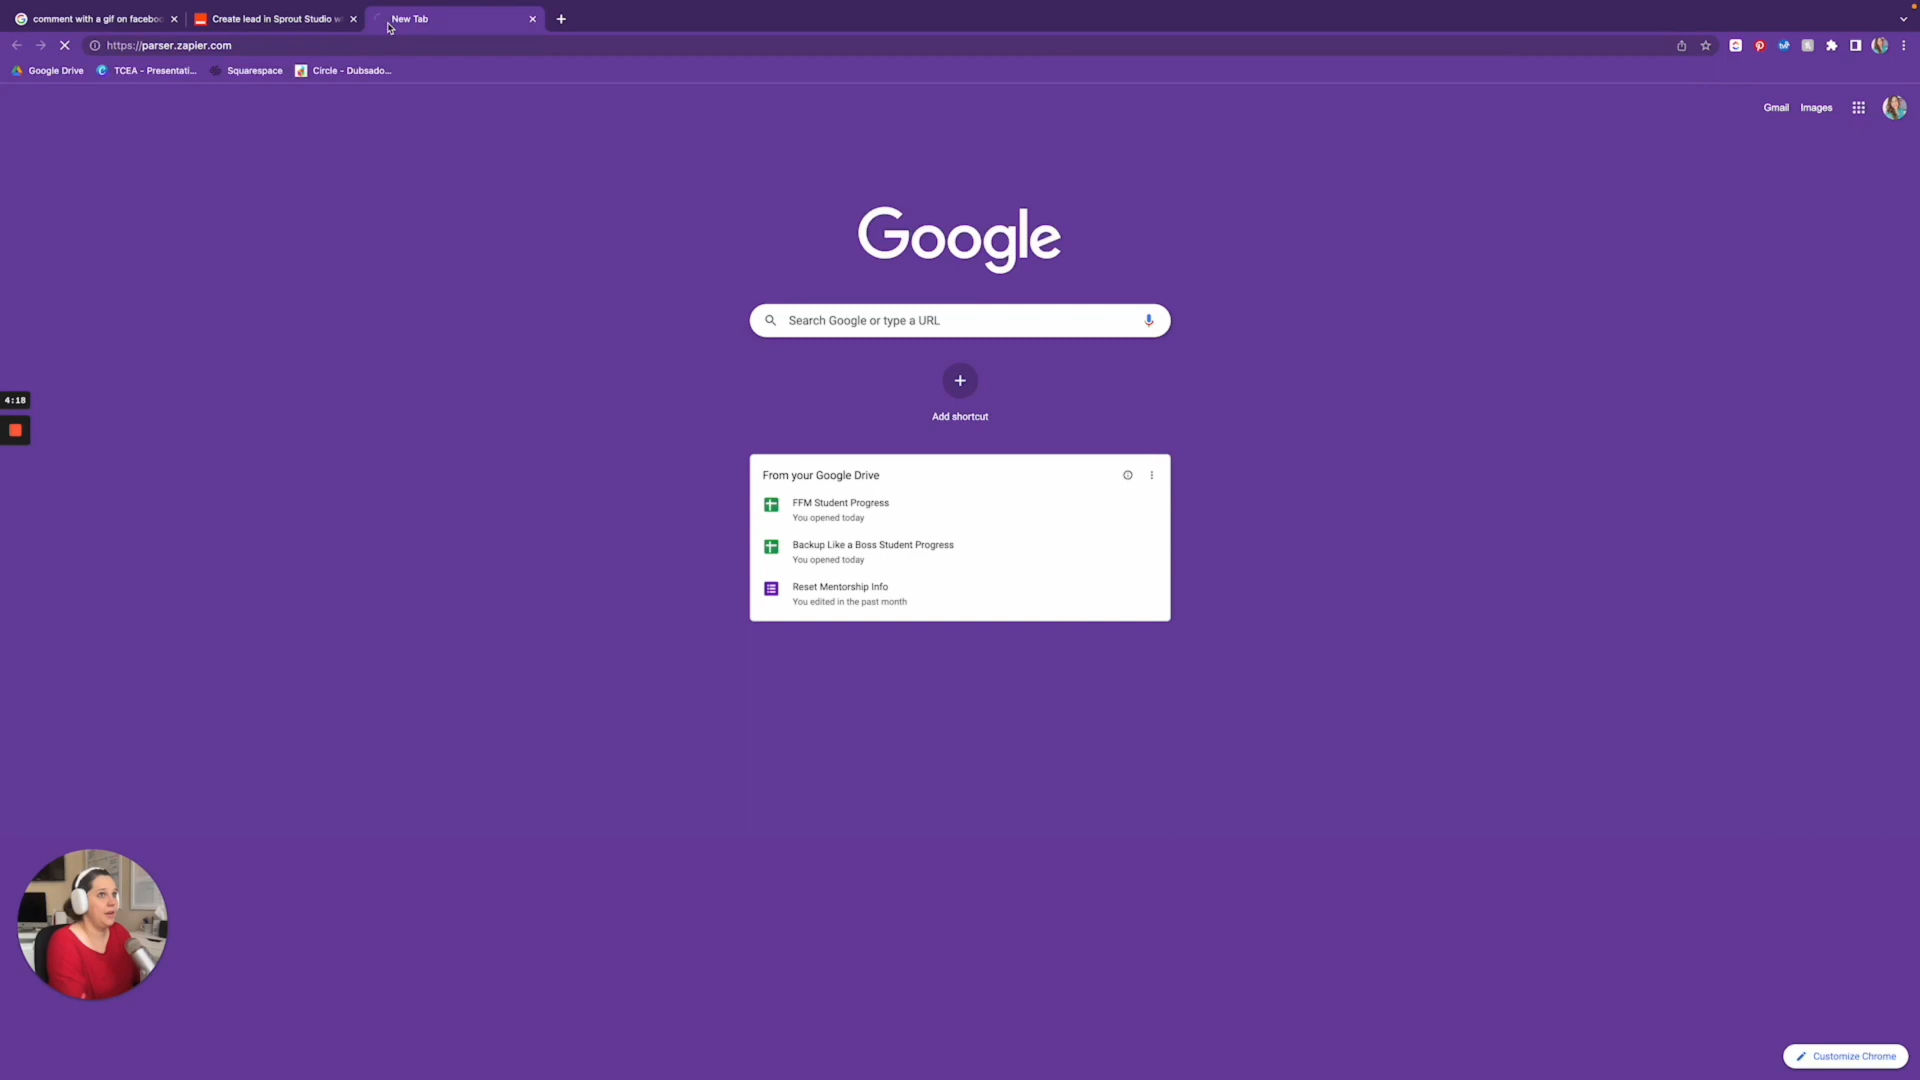 comment with a gif on facebo
Create lead in Sprout Studio w
New Tab
https://parser.zapier.com
Google Drive
TCEA - Presentati...
Squarespace
Circle - Dubsado...
Gmail
Images
Google
Search Google or type a URL
Add shortcut
From your Google Drive
FFM Student Progress
You opened today
Backup Like a Boss Student Progress
You opened today
Reset Mentorship Info
You edited in the past month
4:18
Customize Chrome